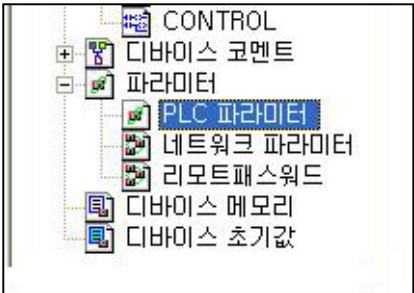 CONTROL
디바이스 코멘트
파라미터
PLC 파라미터
네트워크 파라미터
리모트패스워드
디바이스 메모리
디바이스 초기값